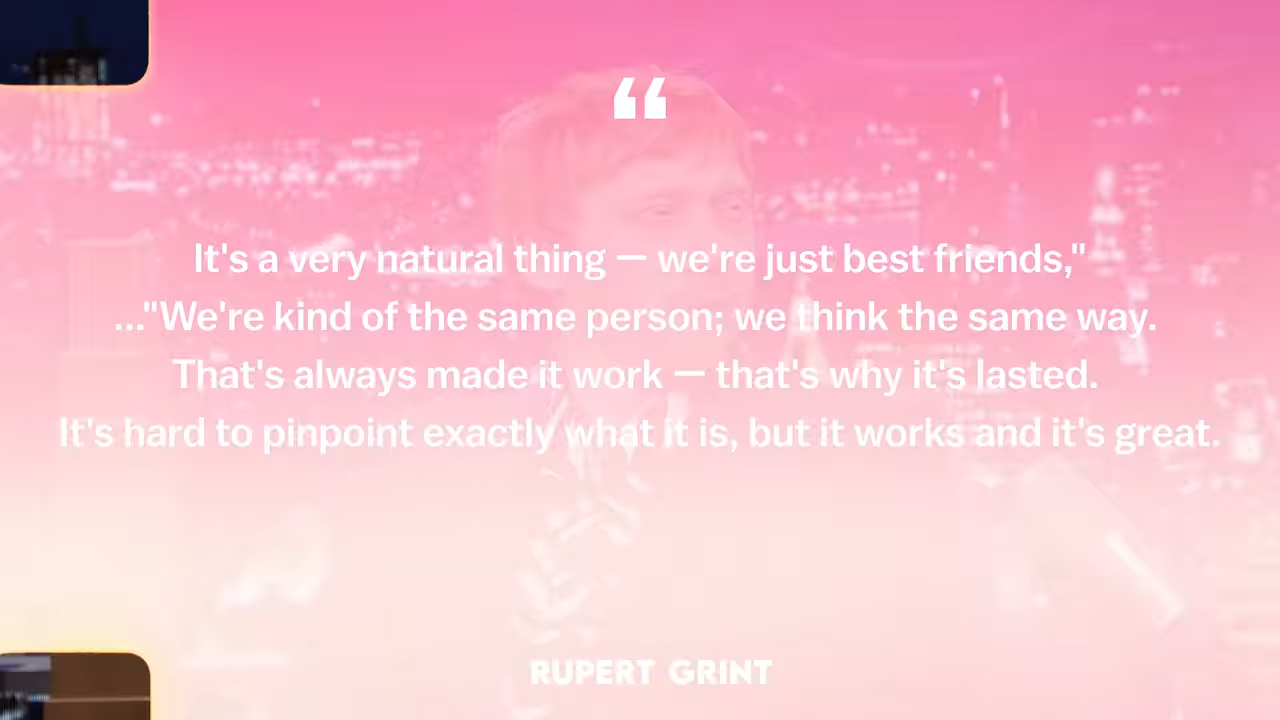 “
It's a very natural thing — we're just best friends,"
..."We're kind of the same person; we think the same way.
That's always made it work — that's why it's lasted.
It's hard to pinpoint exactly what it is, but it works and it's great.
RUPERT GRINT